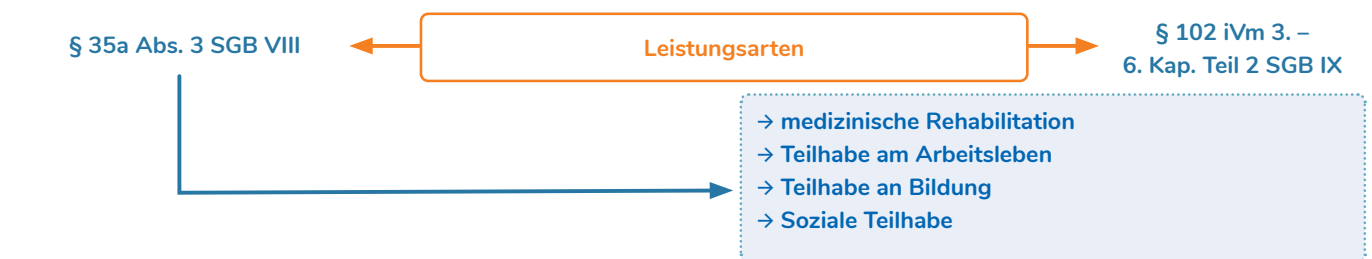 § 35a Abs. 3 SGB VIII
Leistungsarten
§ 102 iVm 3. –
6. Kap. Teil 2 SGB IX
→ medizinische Rehabilitation
→ Teilhabe am Arbeitsleben
→ Teilhabe an Bildung
→ Soziale Teilhabe